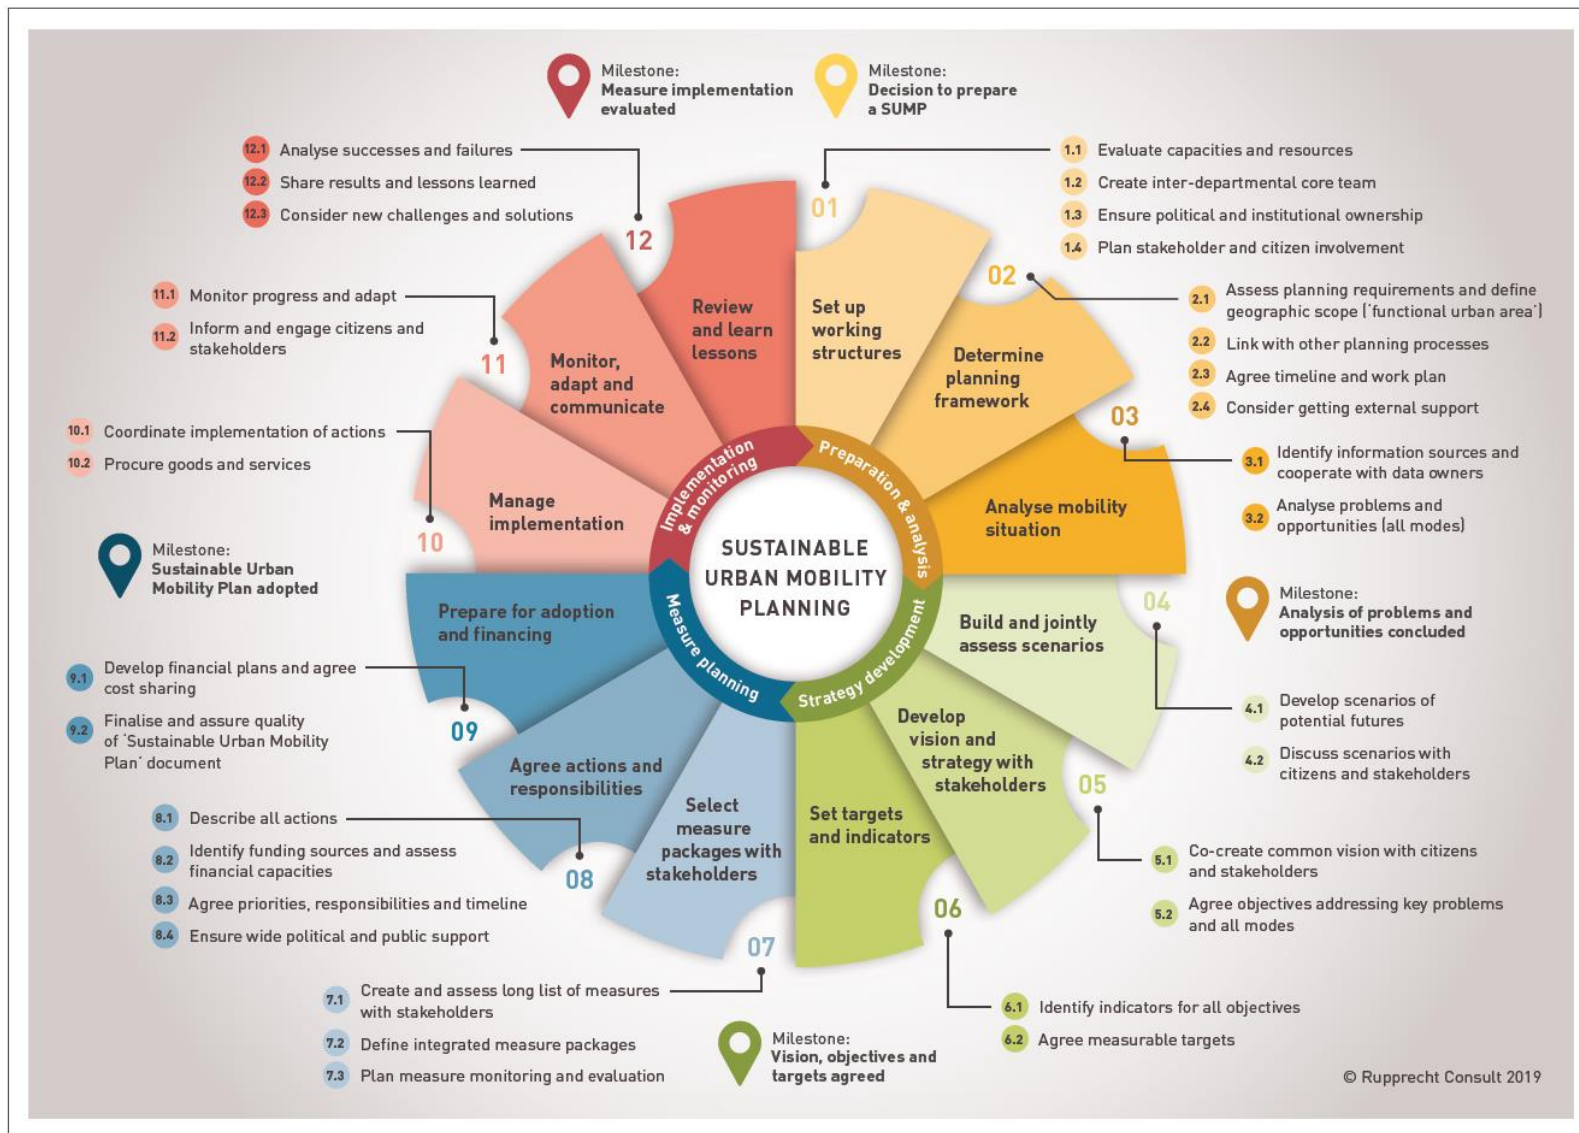 Milestone:
Measure implementation
evaluated
Milestone:
Decision to prepare
a SUMP
12.1 Analyse successes and failures
12.2 Share results and lessons learned
12.3 Consider new challenges and solutions
1.1 Evaluate capacities and resources
1.2 Create inter-departmental core team
1.3 Ensure political and institutional ownership
1.4 Plan stakeholder and citizen involvement
01
12
Review
and learn
lessons
Set up
working
structures
02
2.1 Assess planning requirements and define
geographic scope (‘functional urban area’)
2.2 Link with other planning processes
2.3 Agree timeline and work plan
2.4 Consider getting external support
Determine
planning
framework
11.1 Monitor progress and adapt
11.2 Inform and engage citizens and
stakeholders
11
Monitor,
adapt and
communicate
03
3.1 Identify information sources and
cooperate with data owners
3.2 Analyse problems and
opportunities (all modes)
Analyse mobility
situation
10.1 Coordinate implementation of actions
10.2 Procure goods and services
10
Manage
implementation
Implementation
& monitoring
Preparation & analysis
SUSTAINABLE
URBAN MOBILITY
PLANNING
Measure planning
Strategy development
Milestone:
Sustainable Urban
Mobility Plan adopted
Milestone:
Analysis of problems and
opportunities concluded
Prepare for adoption
and financing
04
Build and jointly
assess scenarios
9.1 Develop financial plans and agree
cost sharing
9.2 Finalise and assure quality
of ‘Sustainable Urban Mobility
Plan’ document
09
4.1 Develop scenarios of
potential futures
4.2 Discuss scenarios with
citizens and stakeholders
Develop
vision and
strategy with
stakeholders
05
Agree actions and
responsibilities
Select
measure
packages with
stakeholders
Set targets
and indicators
8.1 Describe all actions
8.2 Identify funding sources and assess
financial capacities
8.3 Agree priorities, responsibilities and timeline
8.4 Ensure wide political and public support
08
5.1 Co-create common vision with citizens
and stakeholders
5.2 Agree objectives addressing key problems
and all modes
06
07
7.1 Create and assess long list of measures
with stakeholders
7.2 Define integrated measure packages
7.3 Plan measure monitoring and evaluation
6.1 Identify indicators for all objectives
6.2 Agree measurable targets
Milestone:
Vision, objectives and
targets agreed
© Rupprecht Consult 2019